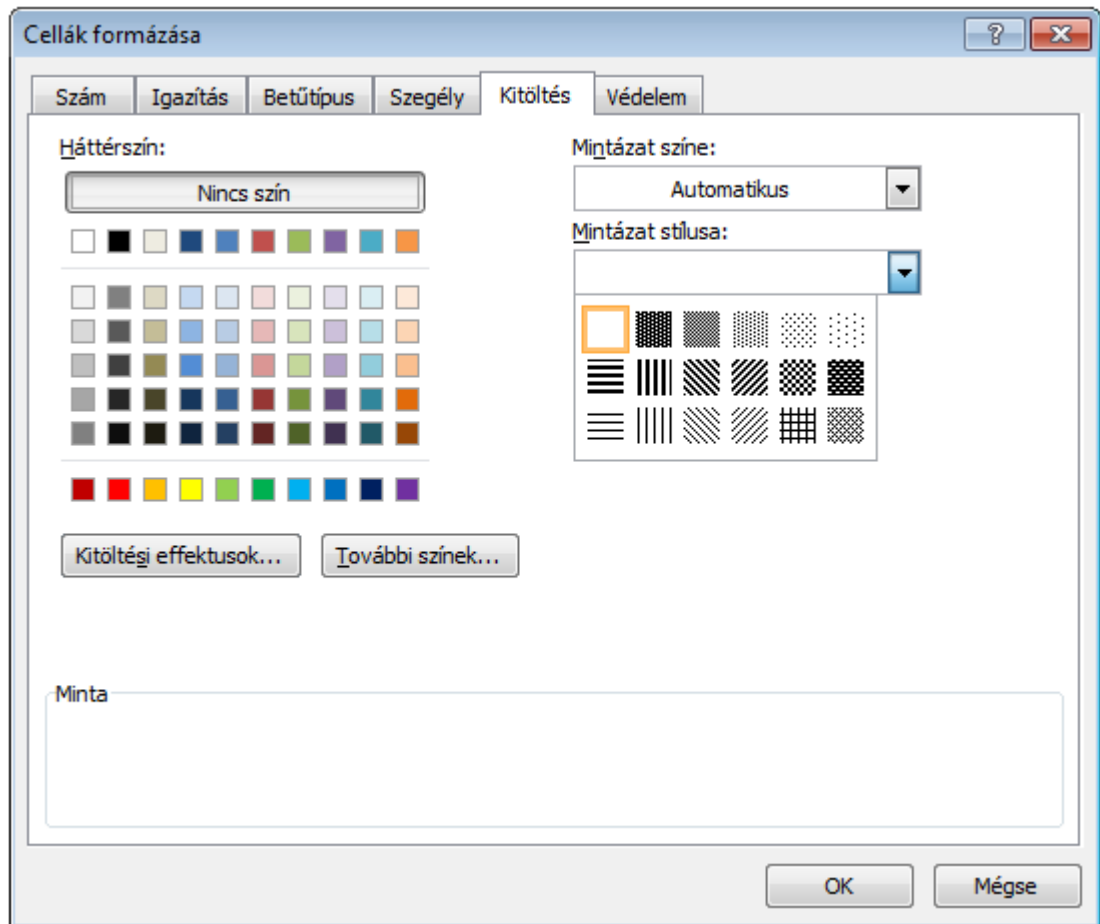 Cellák formázása
Szám Igazítás Betűtípus Szegély Kitöltés Védelem
Háttérszín:
Nincs szín
Mintázat színe:
Automatikus
Mintázat stílusa:
Kitöltési effektusok...
További színek...
Minta
OK
Mégse